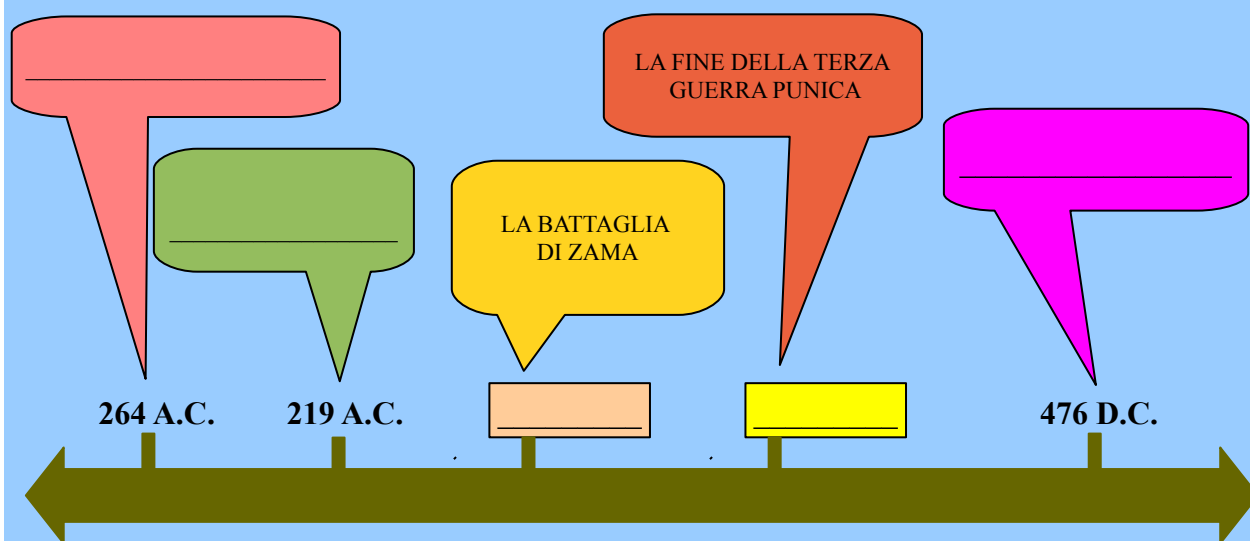 LA FINE DELLA TERZA
GUERRA PUNICA
LA BATTAGLIA
DI ZAMA
264 A.C.
219 A.C.
476 D.C.